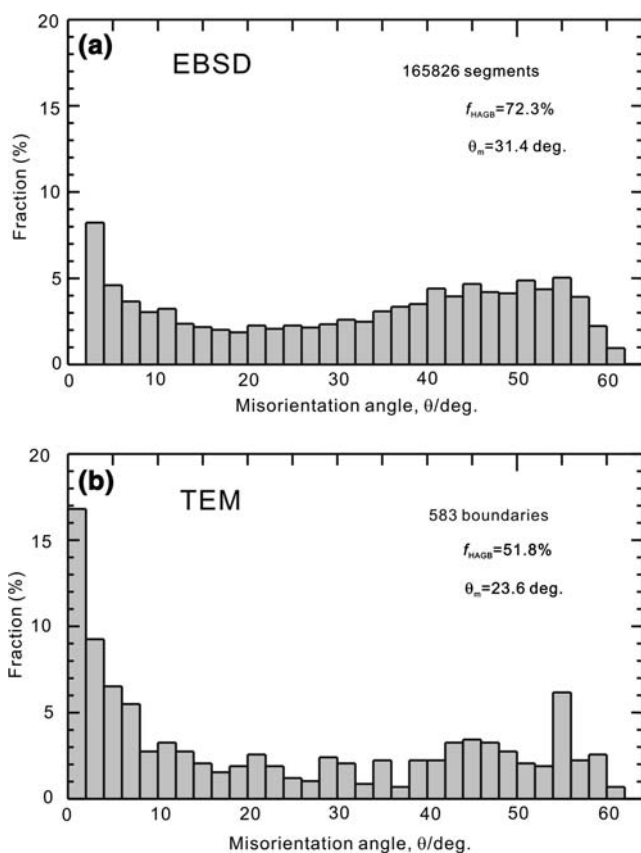 20
(a)
EBSD
165826 segments
15
fHAGB=72.3%
θm=31.4 deg.
Fraction (%)
10
5
0
0 10 20 30 40 50 60
Misorientation angle, θ/deg.
20
(b)
TEM
583 boundaries
15
fHAGB=51.8%
θm=23.6 deg.
Fraction (%)
10
5
0
0 10 20 30 40 50 60
Misorientation angle, θ/deg.